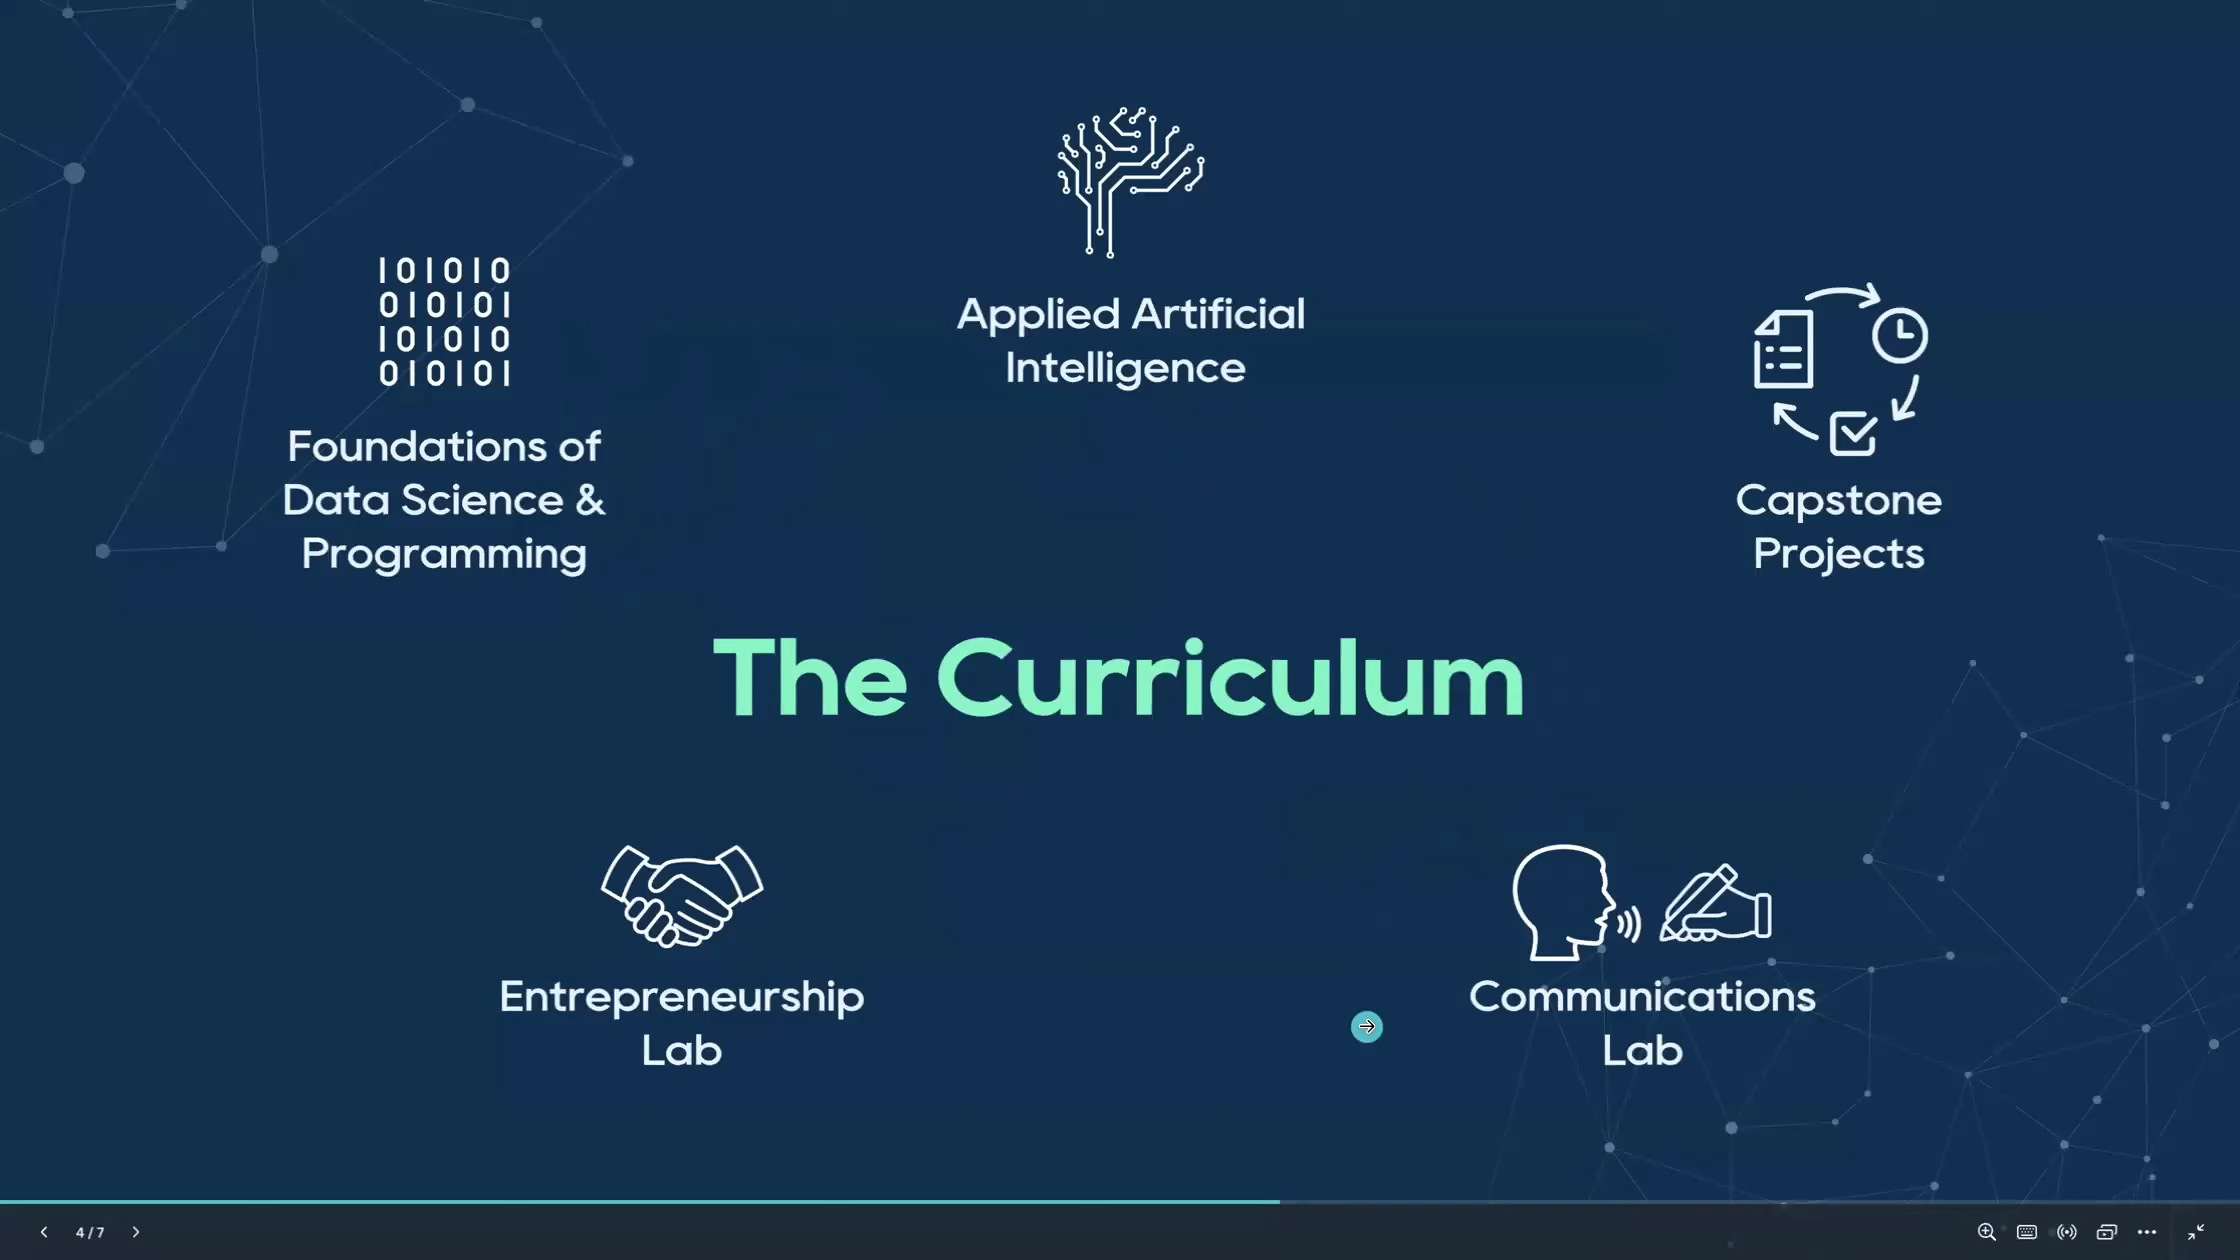 101010
010101
101010
010101
Foundations of
Data Science &
Programming
Applied Artificial
Intelligence
Capstone
Projects
The Curriculum
Entrepreneurship
Lab
Communications
Lab
4/7